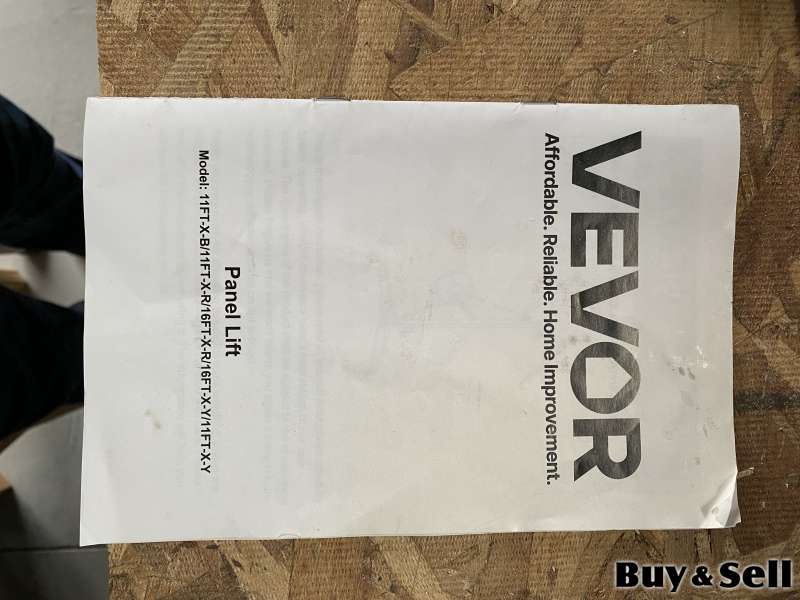 VEVOR
Affordable. Reliable. Home Improvement.
Panel Lift
Model: 11FT-X-B/11FT-X-R/16FT-X-R/16FT-X-Y/11FT-X-Y
Buy & Sell